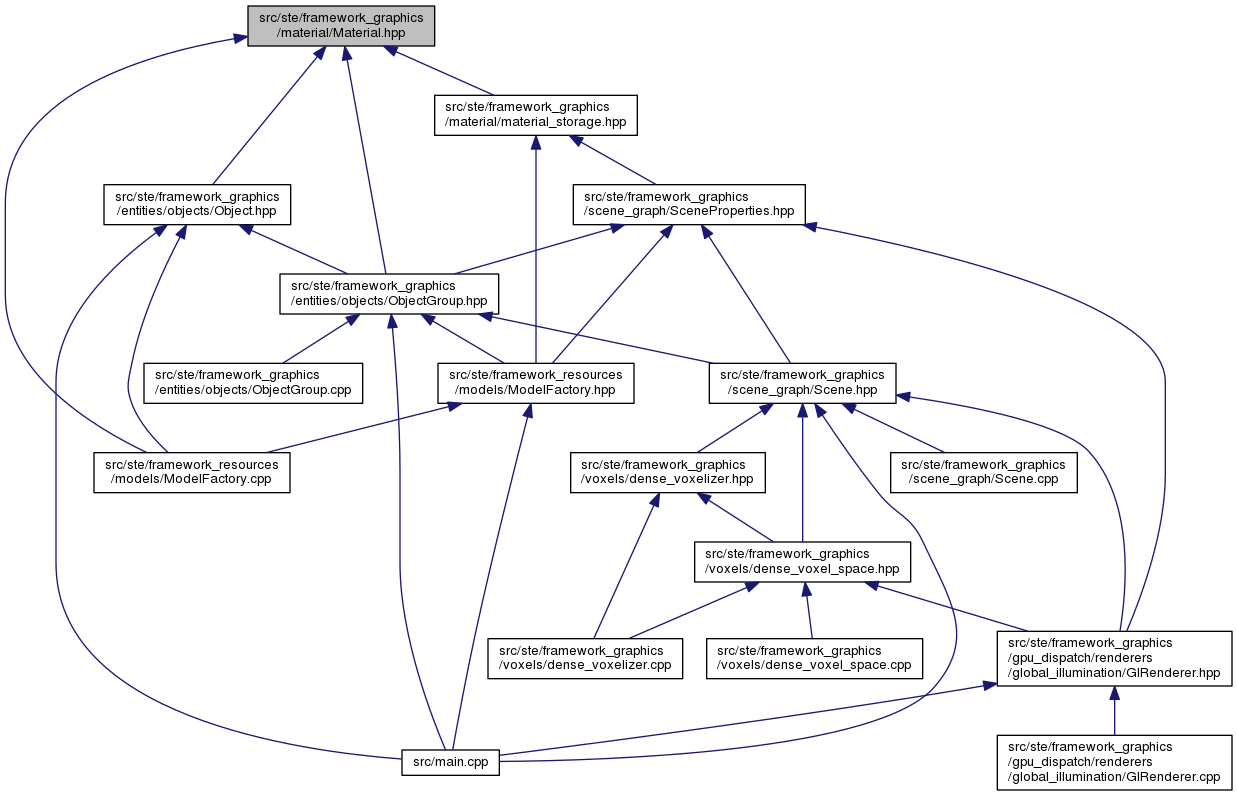 src/ste/framework_graphics
/material/Material.hpp
src/ste/framework_graphics
/material/material_storage.hpp
src/ste/framework_graphics
/entities/objects/Object.hpp
src/ste/framework_graphics
/scene_graph/SceneProperties.hpp
src/ste/framework_graphics
/entities/objects/ObjectGroup.hpp
src/ste/framework_graphics
/entities/objects/ObjectGroup.cpp
src/ste/framework_resources
/models/ModelFactory.hpp
src/ste/framework_graphics
/scene_graph/Scene.hpp
src/ste/framework_resources
/models/ModelFactory.cpp
src/ste/framework_graphics
/voxels/dense_voxelizer.hpp
src/ste/framework_graphics
/scene_graph/Scene.cpp
src/ste/framework_graphics
/voxels/dense_voxel_space.hpp
src/ste/framework_graphics
/voxels/dense_voxelizer.cpp
src/ste/framework_graphics
/voxels/dense_voxel_space.cpp
src/ste/framework_graphics
/gpu_dispatch/renderers
/global_illumination/GIRenderer.hpp
src/main.cpp
src/ste/framework_graphics
/gpu_dispatch/renderers
/global_illumination/GIRenderer.cpp